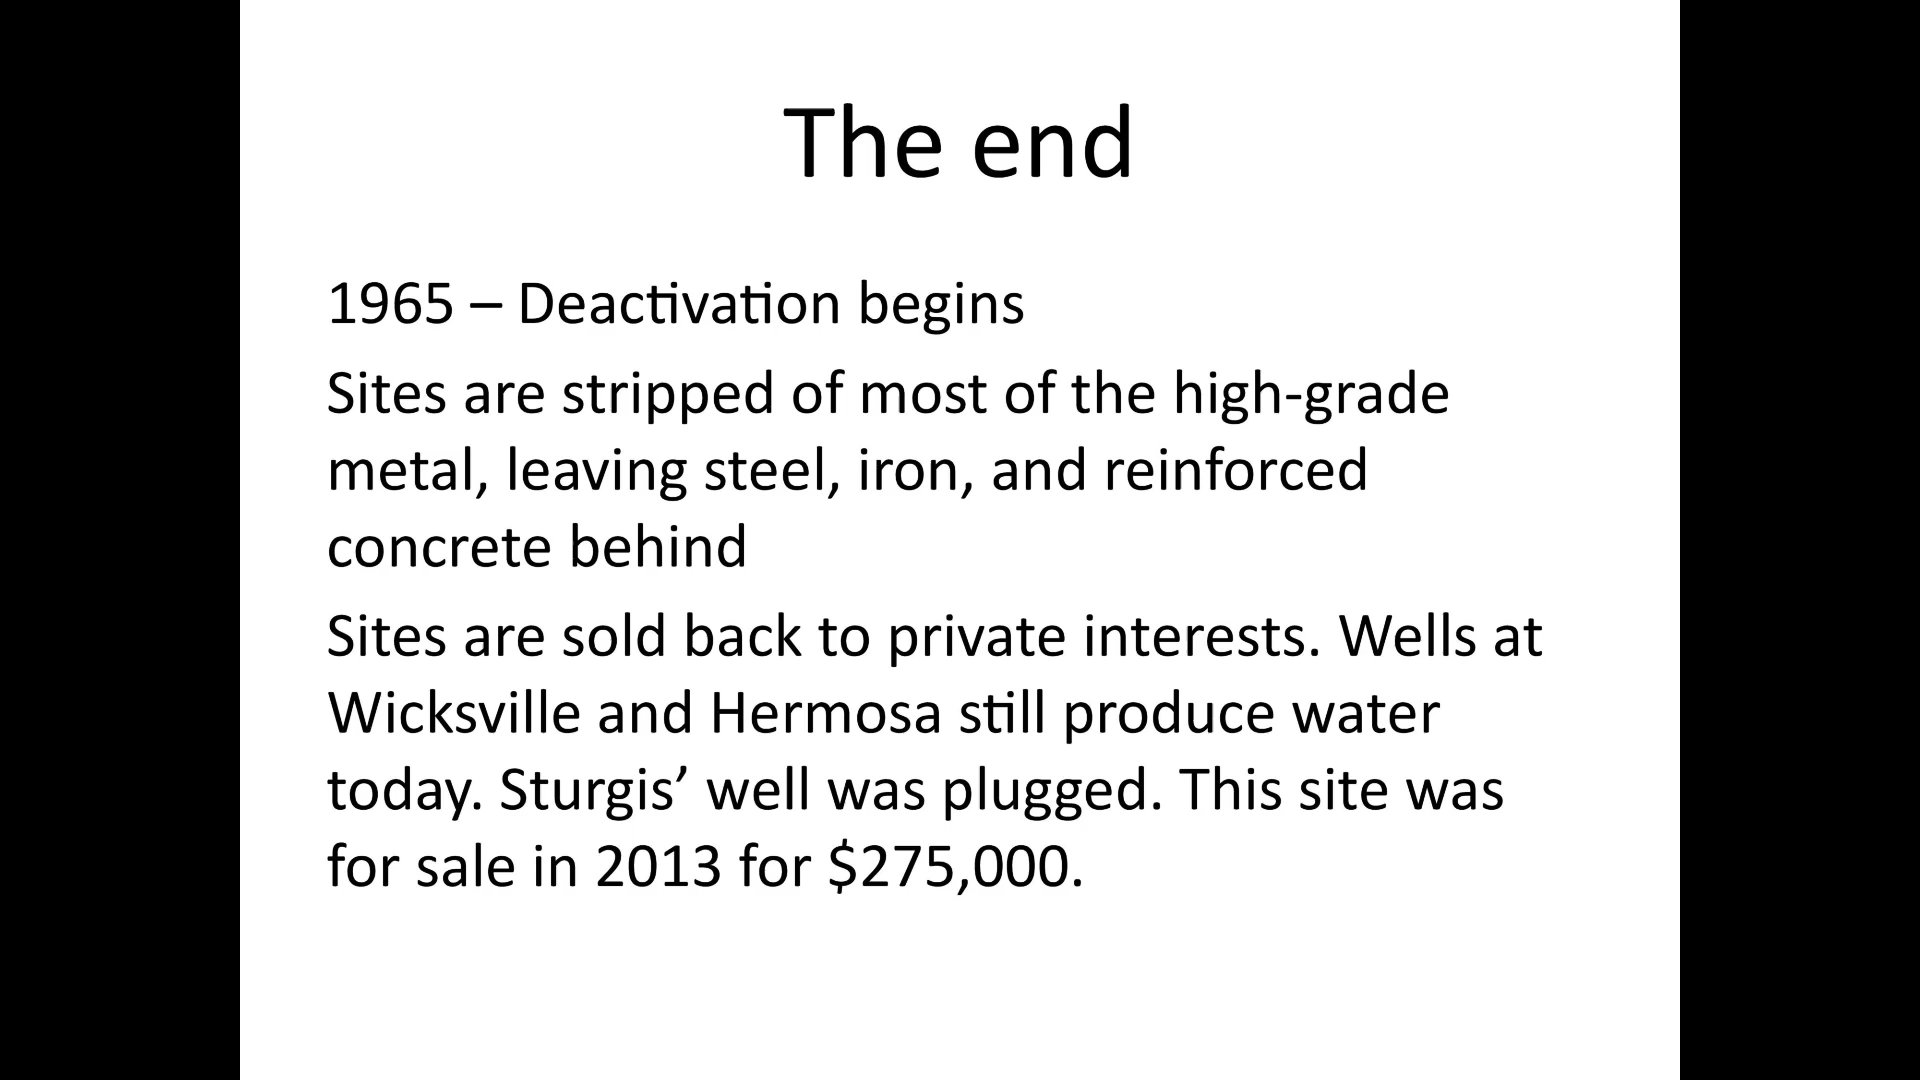 The end
1965 – Deactivation begins
Sites are stripped of most of the high-grade
metal, leaving steel, iron, and reinforced
concrete behind
Sites are sold back to private interests. Wells at
Wicksville and Hermosa still produce water
today. Sturgis’ well was plugged. This site was
for sale in 2013 for $275,000.